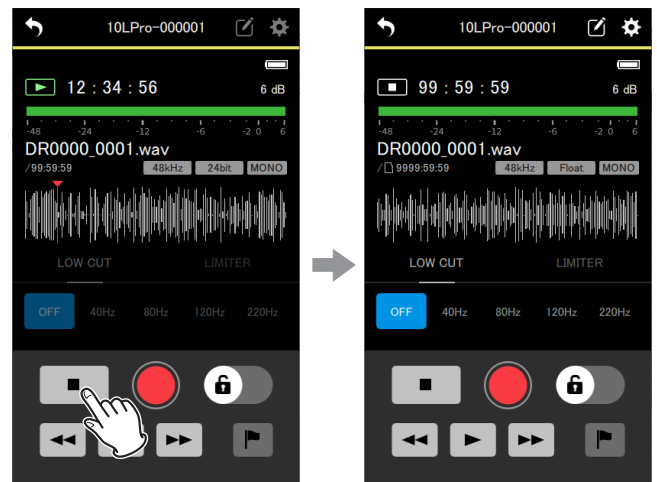 10LPro-000001
12 : 34 : 56
6 dB
-48 -24 -12 -6 -2 0 6
DR0000_0001.wav
/99:59:59 48kHz 24bit MONO
LOW CUT LIMITER
OFF 40Hz 80Hz 120Hz 220Hz
10LPro-000001
99 : 59 : 59
6 dB
-48 -24 -12 -6 -2 0 6
DR0000_0001.wav
/ 9999:59:59 48kHz Float MONO
LOW CUT LIMITER
OFF 40Hz 80Hz 120Hz 220Hz